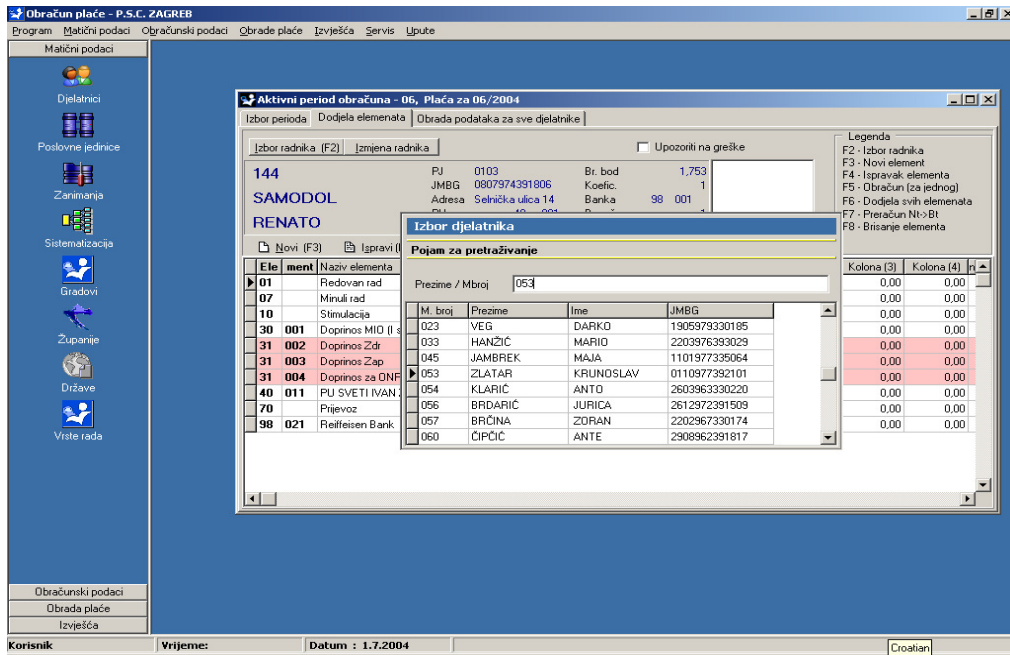 Obračun plaće - P.S.C. ZAGREB
Program Matični podaci Obračunski podaci Obrade plaće Izvješća Servis Upute
Matični podaci
Djelatnici
Poslovne jedinice
Zanimanja
Sistematizacija
Gradovi
Županije
Države
Vrste rada
Obračunski podaci
Obrada plaće
Izvješća
Aktivni period obračuna - 06, Plaća za 06/2004
Izbor perioda Dodjela elemenata Obrada podataka za sve djelatnike
Izbor radnika (F2) Izmjena radnika Upozoriti na greške
144 PJ 0103 Br. bod 1,753
JMBG 0807974391806 Koefic. 1
SAMODOL Adresa Selnička ulica 14 Banka 98 001
RENATO
Legenda
F2 - Izbor radnika
F3 - Novi element
F4 - Ispravak elementa
F5 - Obračun (za jednog)
F6 - Dodjela svih elemenata
F7 - Preračun Nt->Bt
F8 - Brisanje elementa
Novi (F3) Ispravi
Ele ment Naziv elementa Kolona (3) Kolona (4)
01 Redovan rad 0,00 0,00
07 Minuli rad 0,00 0,00
10 Stimulacija 0,00 0,00
30 001 Doprinos MIO (I s 0,00 0,00
31 002 Doprinos Zdr 0,00 0,00
31 003 Doprinos Zap 0,00 0,00
31 004 Doprinos za ONF 0,00 0,00
40 011 PU SVETI IVAN 0,00 0,00
70 Prijevoz 0,00 0,00
98 021 Reiffeisen Bank 0,00 0,00
Izbor djelatnika
Pojam za pretraživanje
Prezime / Mbroj 053
M. broj Prezime Ime JMBG
023 VEG DARKO 1905979330185
033 HANŽIĆ MARIO 2203976393029
045 JAMBREK MAJA 1101977335064
053 ZLATAR KRUNOSLAV 0110977392101
054 KLARIĆ ANTO 2603963330220
056 BRDARIĆ JURICA 2612972391509
057 BRČINA ZORAN 2202967330174
060 ČIPČIĆ ANTE 2908962391817
Korisnik Vrijeme: Datum : 1.7.2004
Croatian